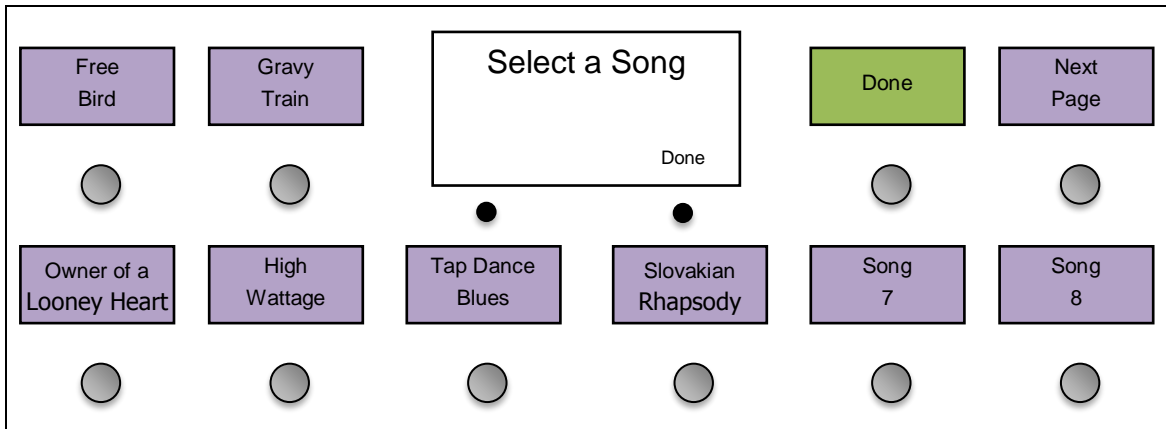 Free
Bird
Gravy
Train
Select a Song
Done
Done
Next
Page
Owner of a
Looney Heart
High
Wattage
Tap Dance
Blues
Slovakian
Rhapsody
Song
7
Song
8